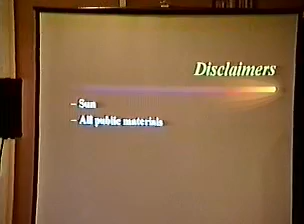 Disclaimers
– Sun
– All public materials